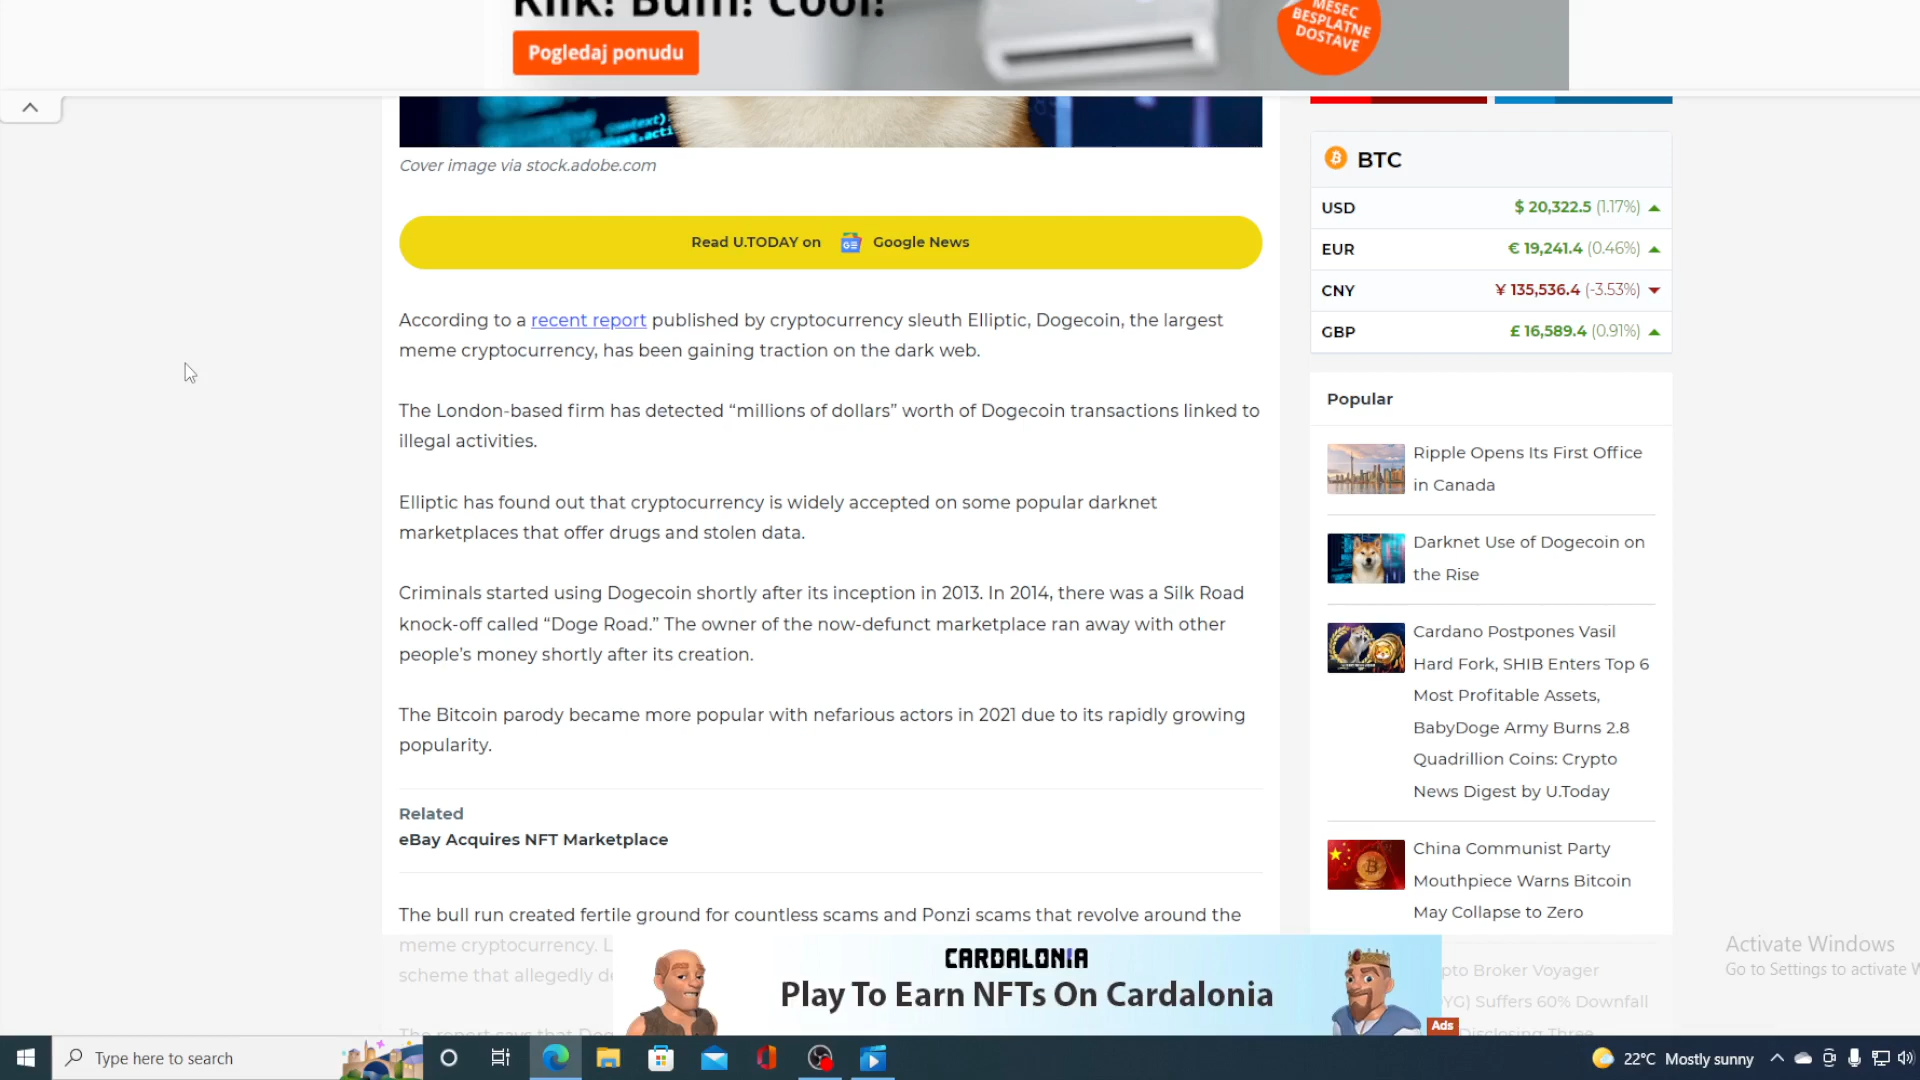 Klik! Bum! Cool!
Pogledaj ponudu
MESEC
BESPLATNE
DOSTAVE
Cover image via stock.adobe.com
Read U.TODAY on Google News
According to a recent report published by cryptocurrency sleuth Elliptic, Dogecoin, the largest
meme cryptocurrency, has been gaining traction on the dark web.
The London-based firm has detected “millions of dollars” worth of Dogecoin transactions linked to
illegal activities.
Elliptic has found out that cryptocurrency is widely accepted on some popular darknet
marketplaces that offer drugs and stolen data.
Criminals started using Dogecoin shortly after its inception in 2013. In 2014, there was a Silk Road
knock-off called “Doge Road.” The owner of the now-defunct marketplace ran away with other
people’s money shortly after its creation.
The Bitcoin parody became more popular with nefarious actors in 2021 due to its rapidly growing
popularity.
Related
eBay Acquires NFT Marketplace
The bull run created fertile ground for countless scams and Ponzi scams that revolve around the
meme cryptocurrency. L
scheme that allegedly de
The report says that Dog
BTC
USD $ 20,322.5 (1.17%)
EUR € 19,241.4 (0.46%)
CNY ¥ 135,536.4 (-3.53%)
GBP £ 16,589.4 (0.91%)
Popular
Ripple Opens Its First Office
in Canada
Darknet Use of Dogecoin on
the Rise
Cardano Postpones Vasil
Hard Fork, SHIB Enters Top 6
Most Profitable Assets,
BabyDoge Army Burns 2.8
Quadrillion Coins: Crypto
News Digest by U.Today
China Communist Party
Mouthpiece Warns Bitcoin
May Collapse to Zero
pto Broker Voyager
YG) Suffers 60% Downfall
Disclosing Three
CARDALONIA
Play To Earn NFTs On Cardalonia
Ads
Activate Windows
Go to Settings to activate W
Type here to search
22°C Mostly sunny